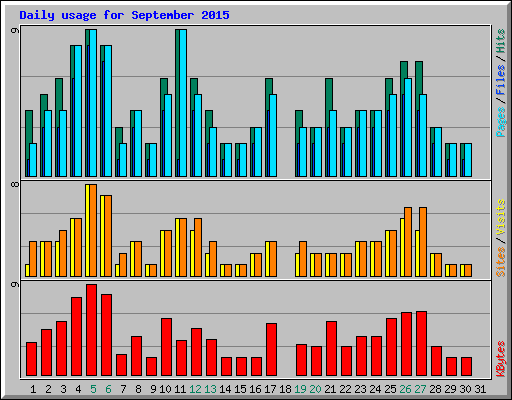 Daily usage for September 2015
9
Pages / Files / Hits
8
Sites / Visits
9
KBytes
1 2 3 4 5 6 7 8 9 10 11 12 13 14 15 16 17 18 19 20 21 22 23 24 25 26 27 28 29 30 31